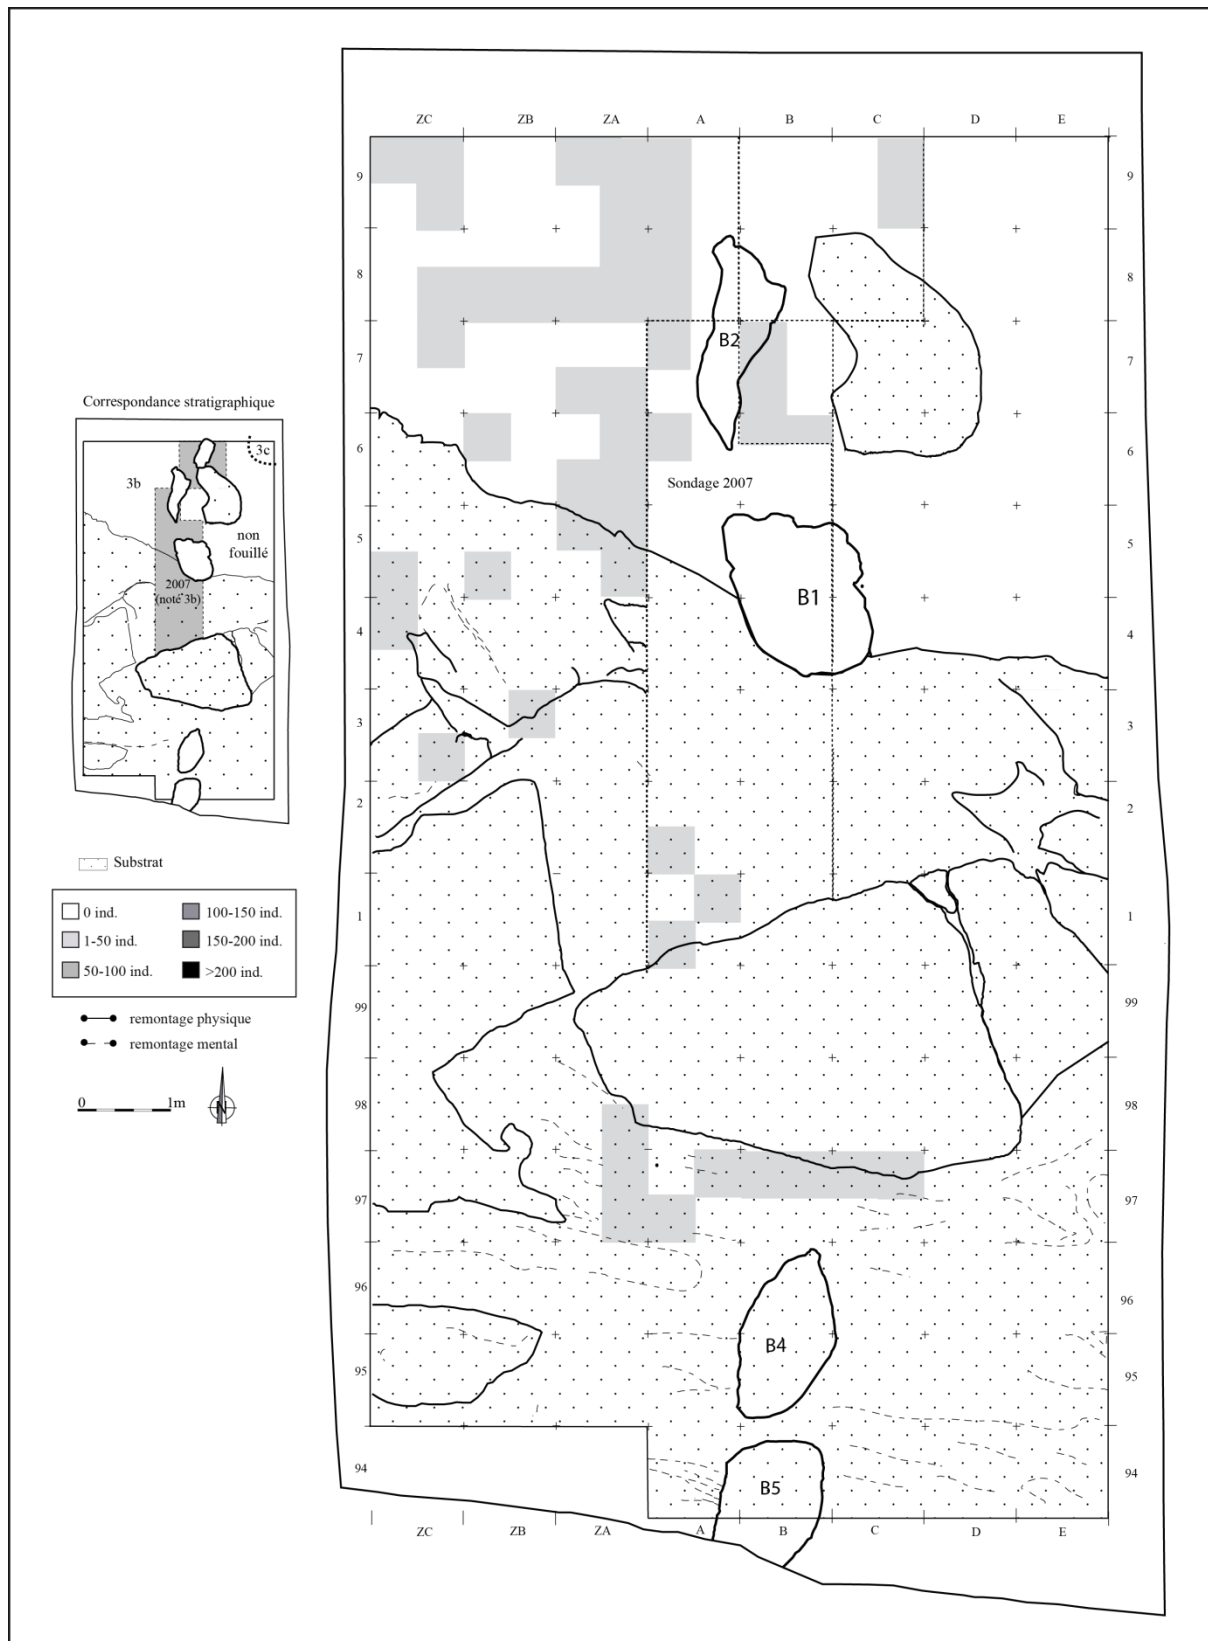 ZC ZB ZA A B C D E
9 9
8 8
B2
7 7
Correspondance stratigraphique
3c
6 6
3b
Sondage 2007
non
fouillé
5 5
2007
(noté 3b)
B1
4 4
3 3
2 2
Substrat
0 ind. 100-150 ind.
1 1
1-50 ind. 150-200 ind.
50-100 ind. >200 ind.
99 99
remontage physique
remontage mental
0 1m
N
98 98
97 97
96 96
B4
95 95
94 94
B5
ZC ZB ZA A B C D E